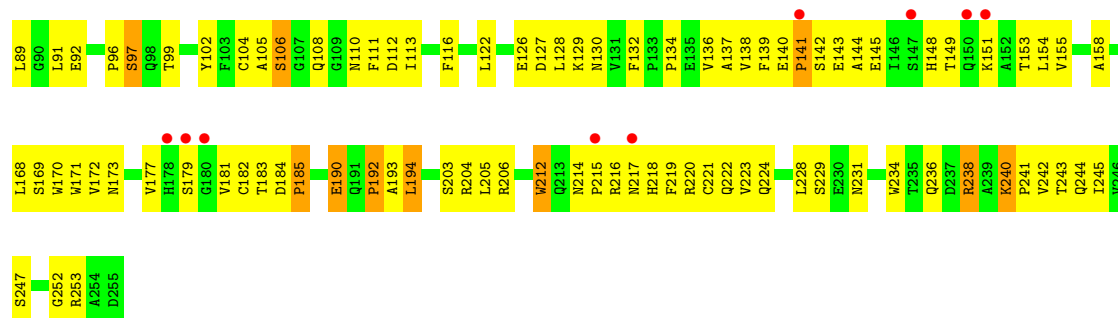 L89 G90 L91 E92 P96 S97 Q98 T99 Y102 F103 C104 A105 S106 G107 Q108 G109 N110 F111 D112 I113 F116 L122 E126 D127 L128 K129 N130 V131 F132 P133 P134 E135 V136 A137 V138 F139 E140 P141 S142 E143 A144 E145 I146 S147 H148 T149 Q150 K151 A152 T153 L154 V155 A158
L168 S169 W170 W171 V172 N173 V177 H178 S179 G180 V181 C182 T183 D184 P185 E190 Q191 P192 A193 L194 S203 R204 L205 R206 W212 Q213 N214 P215 R216 N217 H218 F219 R220 C221 Q222 V223 Q224 L228 S229 E230 N231 W234 T235 Q236 D237 R238 A239 K240 P241 V242 T243 Q244 I245 V246
S247 G252 R253 A254 D255